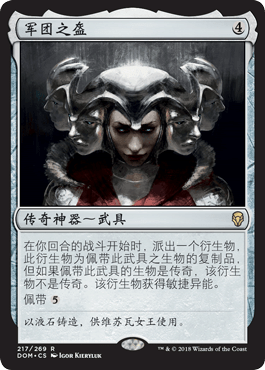 军团之盔 4
传奇神器～武具
在你回合的战斗开始时，派出一个衍生物，
此衍生物为佩带此武具之生物的复制品，
但如果佩带此武具的生物是传奇，该衍生
物不是传奇。该衍生物获得敏捷异能。
佩带 5
以液石铸造，供维苏瓦女王使用。
217/269 R
DOM • CS IGOR KIERYLUK
™ & © 2018 Wizards of the Coast